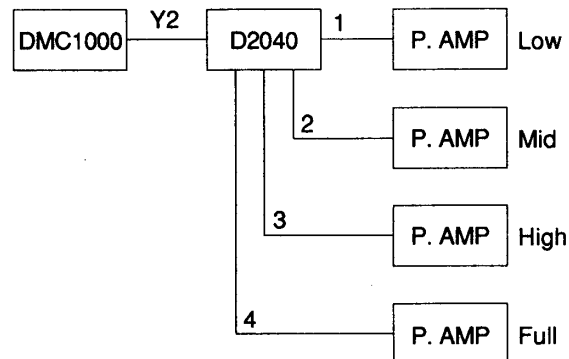 DMC1000 Y2 D2040 1 P. AMP Low
2 P. AMP Mid
3 P. AMP High
4 P. AMP Full